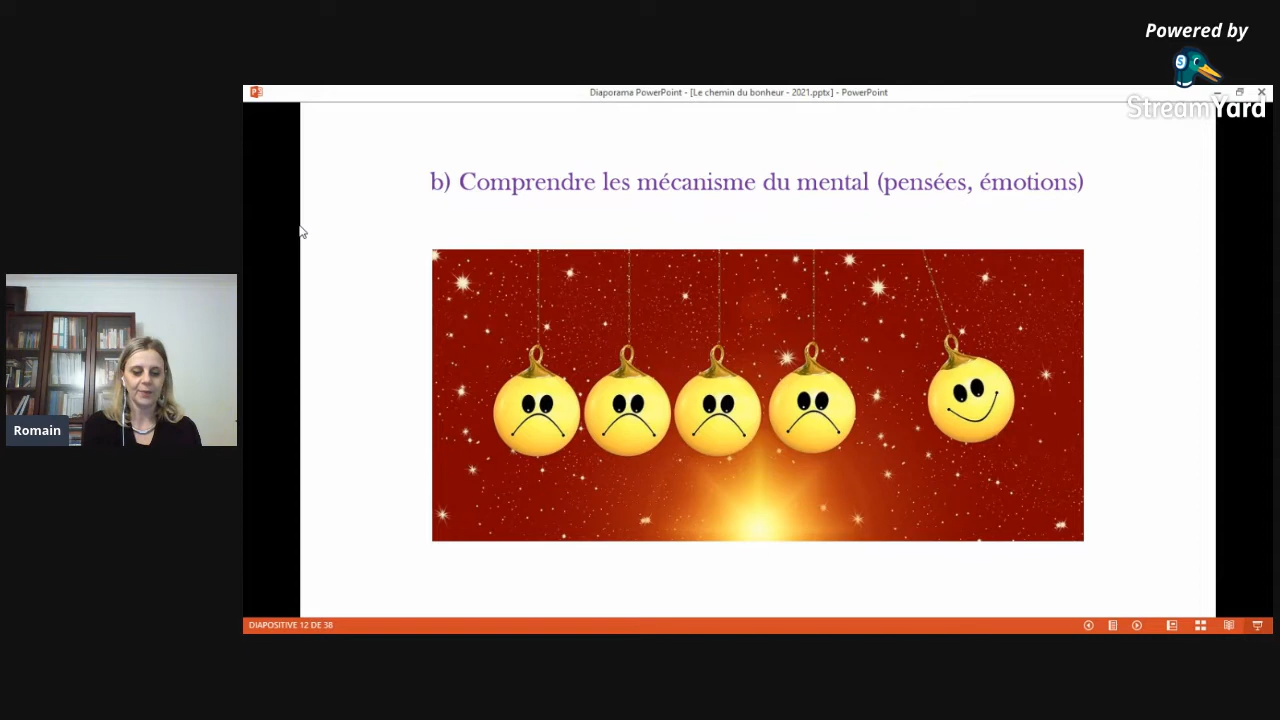 Powered by
StreamYard
Diaporama PowerPoint - [Le chemin du bonheur - 2021.pptx] - PowerPoint
b) Comprendre les mécanisme du mental (pensées, émotions)
Romain
DIAPOSITIVE 12 DE 38